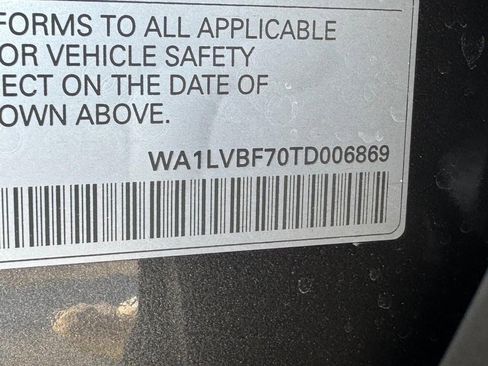 FORMS TO ALL APPLICABLE
OR VEHICLE SAFETY
ECT ON THE DATE OF
OWN ABOVE.
WA1LVBF70TD006869